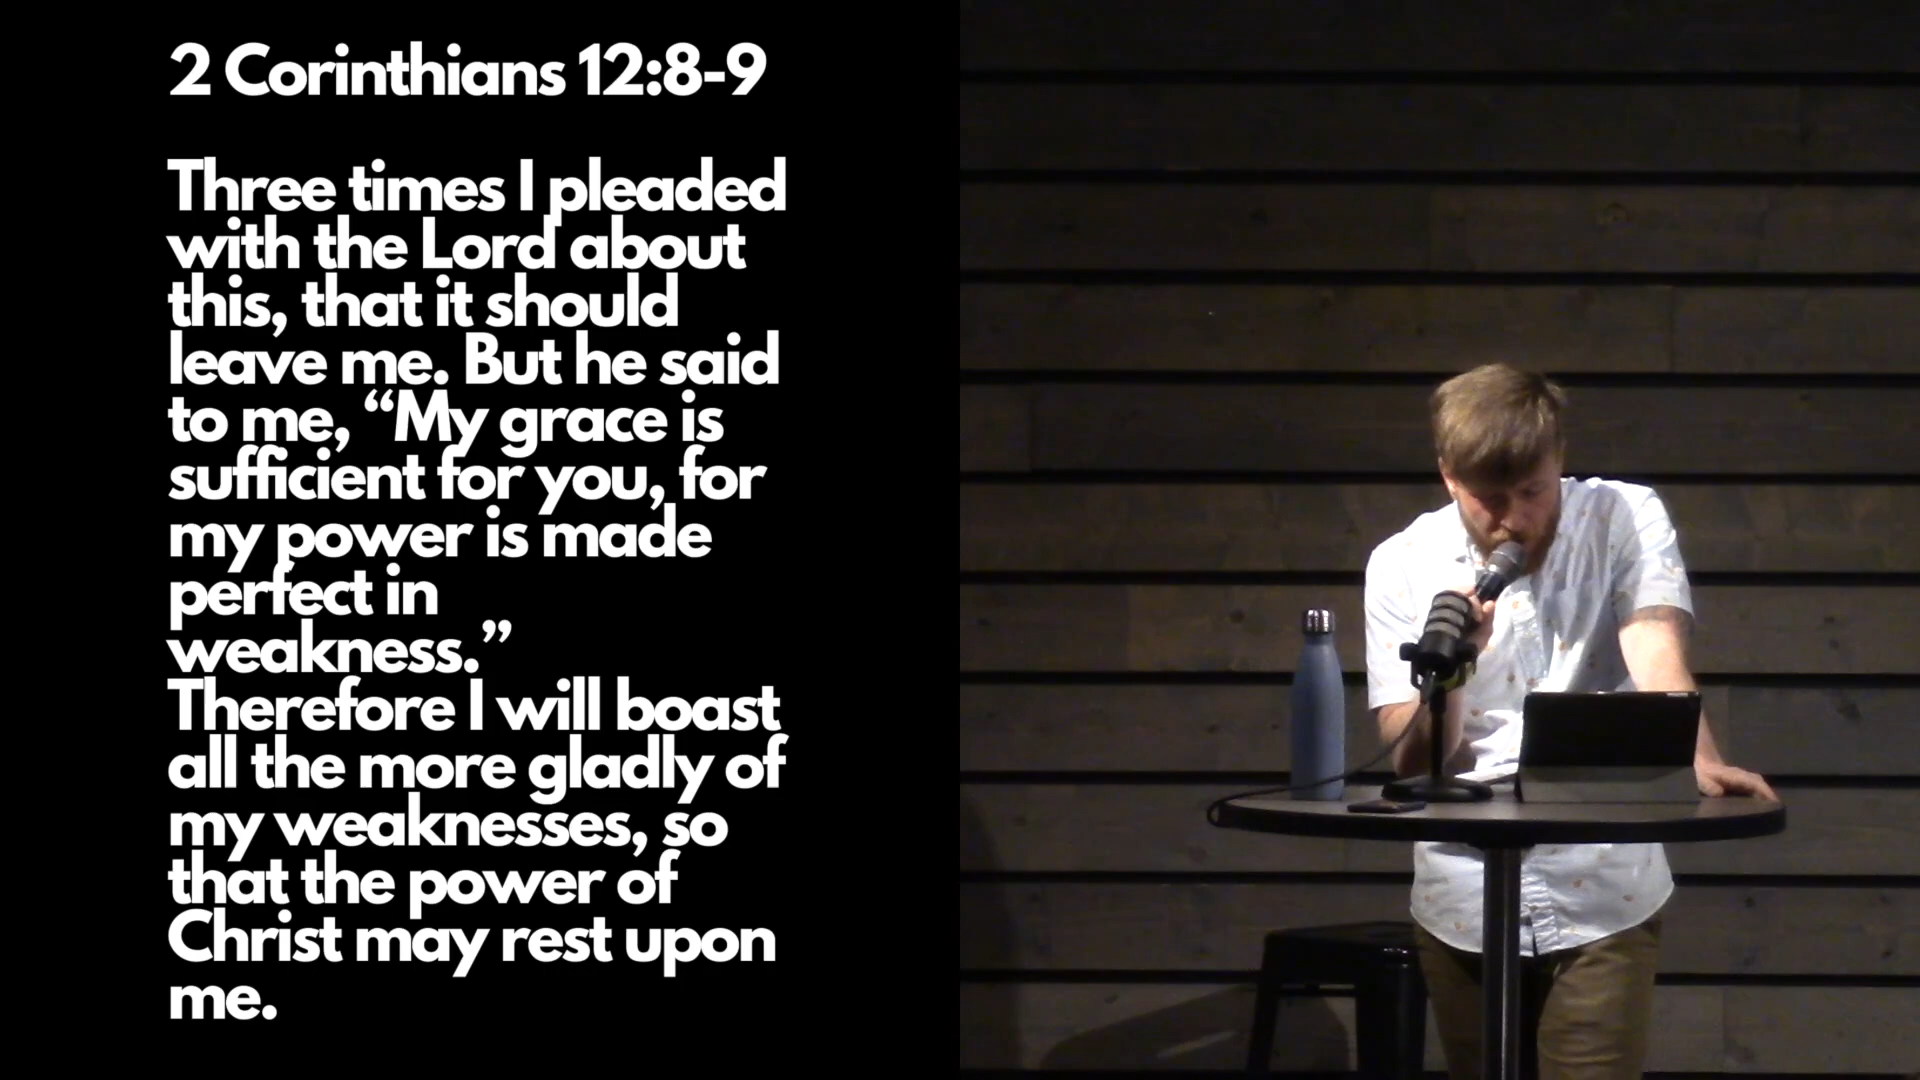 2 Corinthians 12:8-9
Three times I pleaded
with the Lord about
this, that it should
leave me. But he said
to me, “My grace is
sufficient for you, for
my power is made
perfect in
weakness.”
Therefore I will boast
all the more gladly of
my weaknesses, so
that the power of
Christ may rest upon
me.